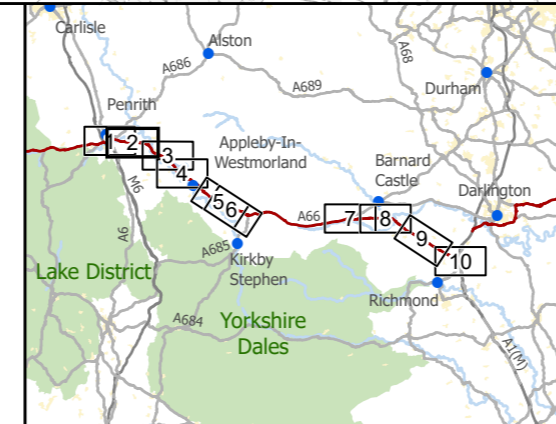 Carlisle
Alston
A686
A68
A689
Durham
Penrith
1
2
3
4
5
6
Appleby-In-
Westmorland
Barnard
Castle
Darlington
M6
A6
A66
7
8
9
10
A685
Kirkby
Stephen
Lake District
Richmond
A684
Yorkshire
Dales
A1(M)